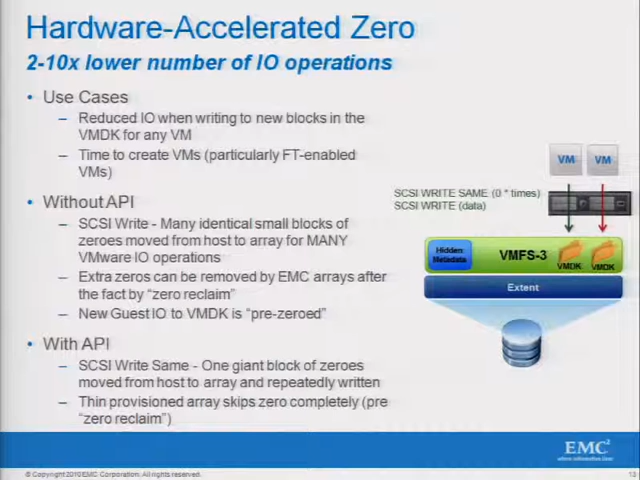 Hardware-Accelerated Zero
2-10x lower number of IO operations
• Use Cases
– Reduced IO when writing to new blocks in the
VMDK for any VM
– Time to create VMs (particularly FT-enabled
VMs)
• Without API
– SCSI Write - Many identical small blocks of
zeroes moved from host to array for MANY
VMware IO operations
– Extra zeros can be removed by EMC arrays after
the fact by “zero reclaim”
– New Guest IO to VMDK is “pre-zeroed”
• With API
– SCSI Write Same - One giant block of zeroes
moved from host to array and repeatedly written
– Thin provisioned array skips zero completely (pre
“zero reclaim”)
VM VM
SCSI WRITE SAME (0 * times)
SCSI WRITE (data)
Hidden
Metadata
VMFS-3
VMDK VMDK
Extent
EMC²
where information lives
© Copyright 2010 EMC Corporation. All rights reserved.